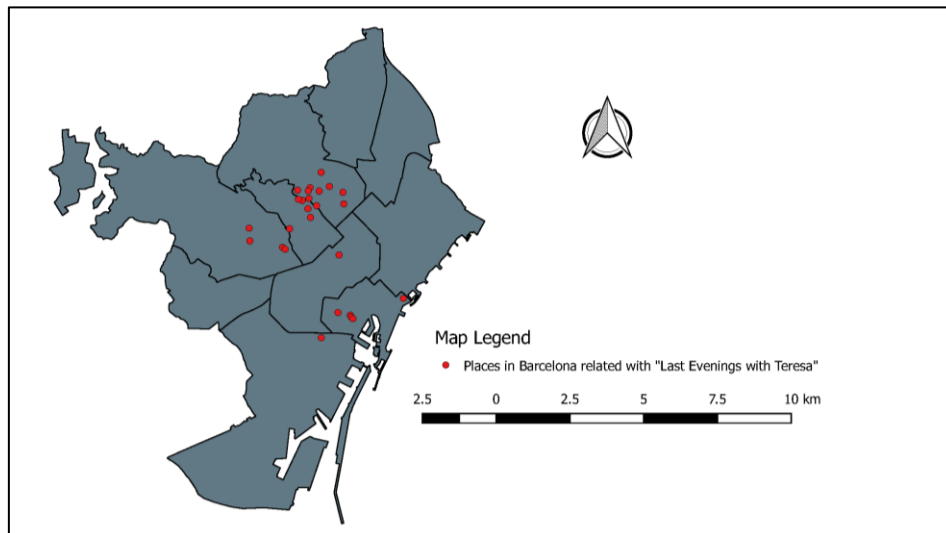 Map Legend
Places in Barcelona related with "Last Evenings with Teresa"
2.5 0 2.5 5 7.5 10 km